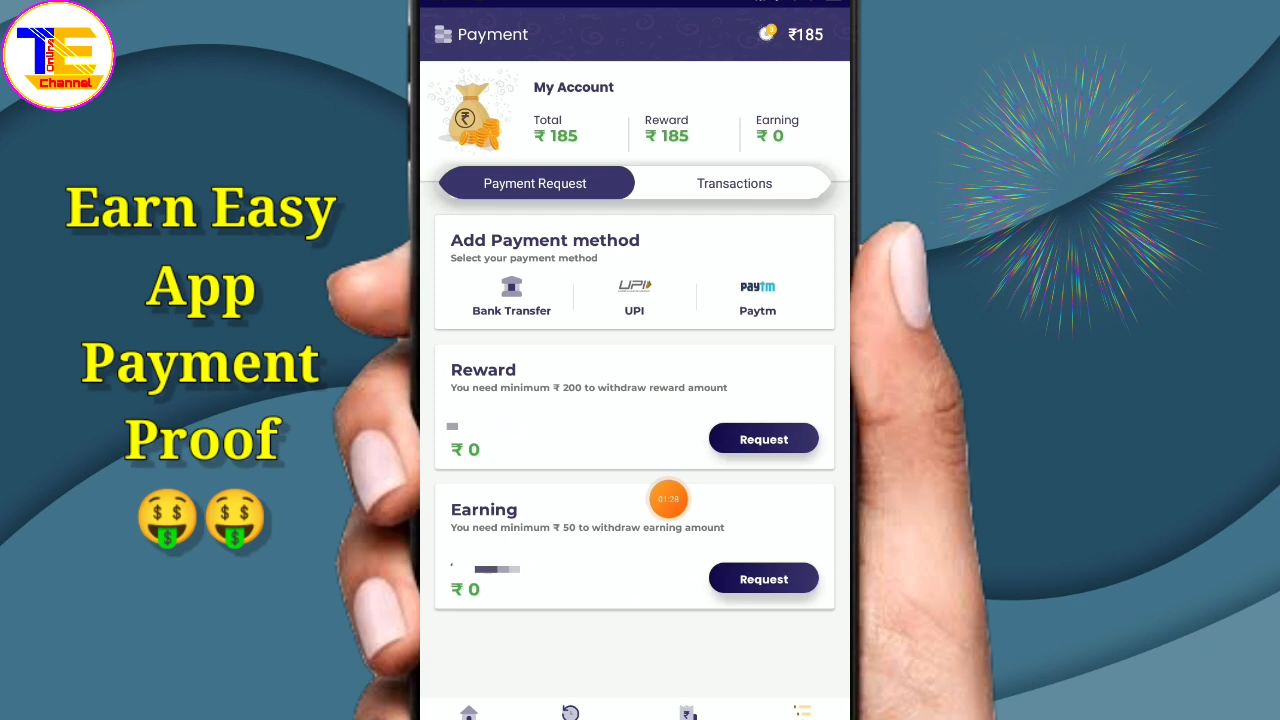 TE
Online
Channel
Earn Easy
App
Payment
Proof
Payment
₹185
My Account
Total
Reward
Earning
₹ 185
₹ 185
₹ 0
Payment Request
Transactions
Add Payment method
Select your payment method
UPI
Paytm
Bank Transfer
UPI
Paytm
Reward
You need minimum ₹ 200 to withdraw reward amount
₹ 0
Request
01:28
Earning
You need minimum ₹ 50 to withdraw earning amount
₹ 0
Request